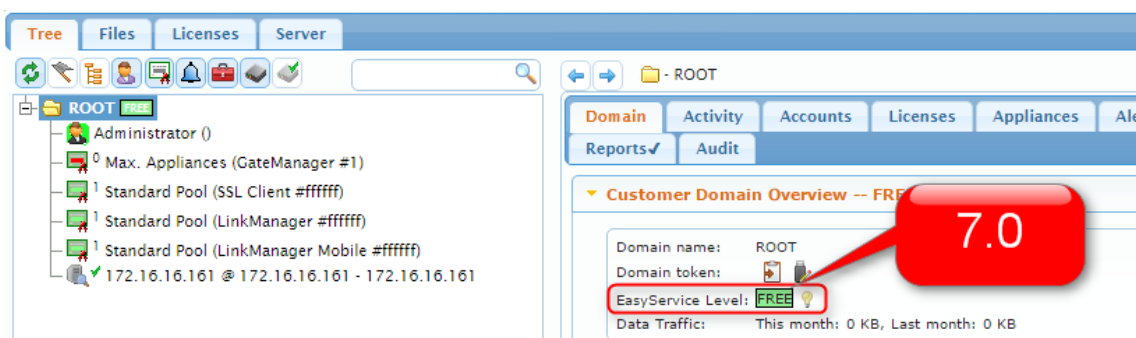 Tree Files Licenses Server
- ROOT
ROOT FREE
Administrator ()
0 Max. Appliances (GateManager #1)
1 Standard Pool (SSL Client #ffffff)
1 Standard Pool (LinkManager #ffffff)
1 Standard Pool (LinkManager Mobile #ffffff)
172.16.16.161 @ 172.16.16.161 - 172.16.16.161
Domain Activity Accounts Licenses Appliances Ale
Reports✓ Audit
Customer Domain Overview -- FRE
7.0
Domain name: ROOT
Domain token:
EasyService Level: FREE
Data Traffic: This month: 0 KB, Last month: 0 KB